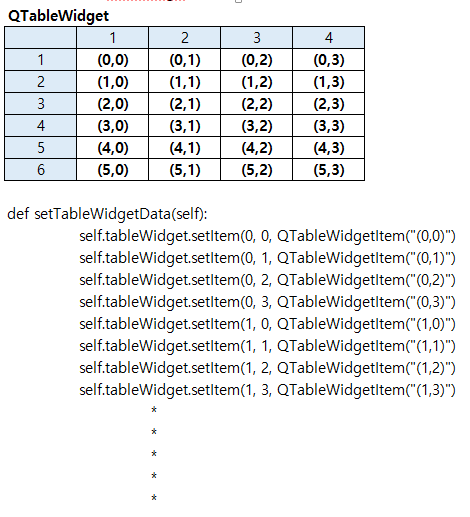 QTableWidget
1 2 3 4
1 (0,0) (0,1) (0,2) (0,3)
2 (1,0) (1,1) (1,2) (1,3)
3 (2,0) (2,1) (2,2) (2,3)
4 (3,0) (3,1) (3,2) (3,3)
5 (4,0) (4,1) (4,2) (4,3)
6 (5,0) (5,1) (5,2) (5,3)
def setTableWidgetData(self):
self.tableWidget.setItem(0, 0, QTableWidgetItem("(0,0)")
self.tableWidget.setItem(0, 1, QTableWidgetItem("(0,1)")
self.tableWidget.setItem(0, 2, QTableWidgetItem("(0,2)")
self.tableWidget.setItem(0, 3, QTableWidgetItem("(0,3)")
self.tableWidget.setItem(1, 0, QTableWidgetItem("(1,0)")
self.tableWidget.setItem(1, 1, QTableWidgetItem("(1,1)")
self.tableWidget.setItem(1, 2, QTableWidgetItem("(1,2)")
self.tableWidget.setItem(1, 3, QTableWidgetItem("(1,3)")
*
*
*
*
*